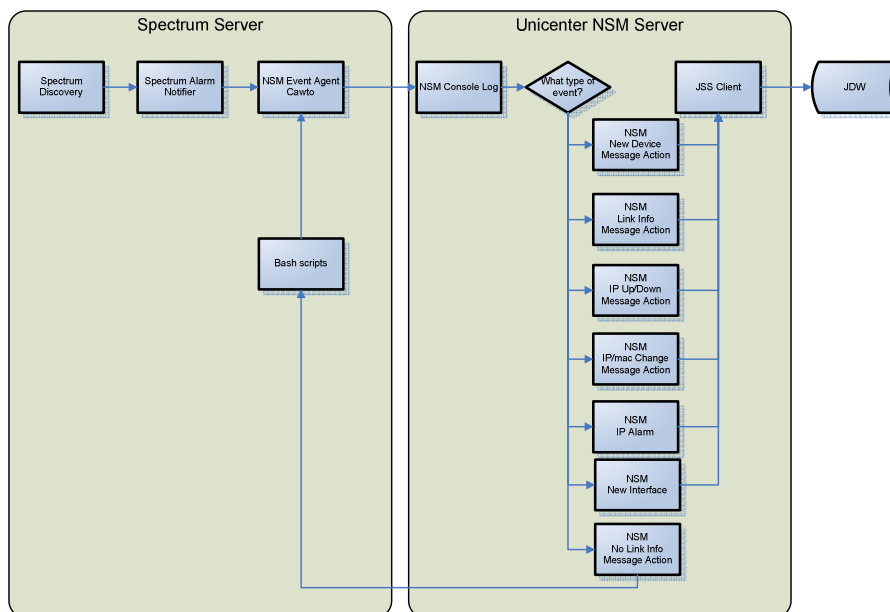 Spectrum Server
Unicenter NSM Server
Spectrum
Discovery
Spectrum Alarm
Notifier
NSM Event Agent
Cawto
NSM Console Log
What type of
event?
JSS Client
JDW
NSM
New Device
Message Action
NSM
Link Info
Message Action
Bash scripts
NSM
IP Up/Down
Message Action
NSM
IP/mac Change
Message Action
NSM
IP Alarm
NSM
New Interface
NSM
No Link Info
Message Action